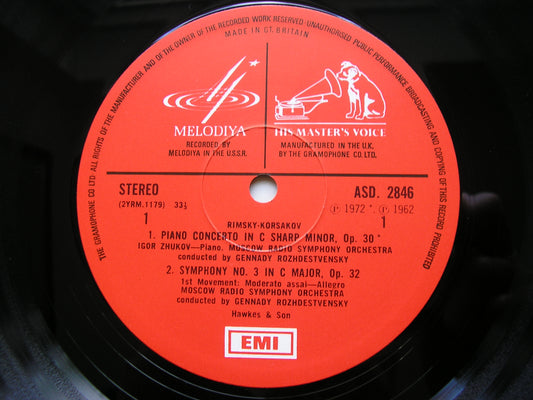 THE GRAMOPHONE CO LTD. ALL RIGHTS OF THE MANUFACTURER AND OF THE OWNER OF THE RECORDED WORK RESERVED·UNAUTHORISED PUBLIC PERFORMANCE BROADCASTING AND COPYING OF THIS RECORD PROHIBITED
MADE IN GT. BRITAIN
MELODIYA
RECORDED BY
MELODIYA IN THE U.S.S.R.
HIS MASTER'S VOICE
MANUFACTURED IN THE U.K.
BY THE GRAMOPHONE CO LTD.
STEREO ASD. 2846
(2YRM.1179) 33⅓ ℗ 1972 * ℗ 1962
1 1
RIMSKY-KORSAKOV
1. PIANO CONCERTO IN C SHARP MINOR, Op. 30 *
IGOR ZHUKOV—Piano. MOSCOW RADIO SYMPHONY ORCHESTRA
conducted by GENNADY ROZHDESTVENSKY
2. SYMPHONY NO. 3 IN C MAJOR, Op. 32
1st Movement: Moderato assai—Allegro
MOSCOW RADIO SYMPHONY ORCHESTRA
conducted by GENNADY ROZHDESTVENSKY
Hawkes & Son
EMI